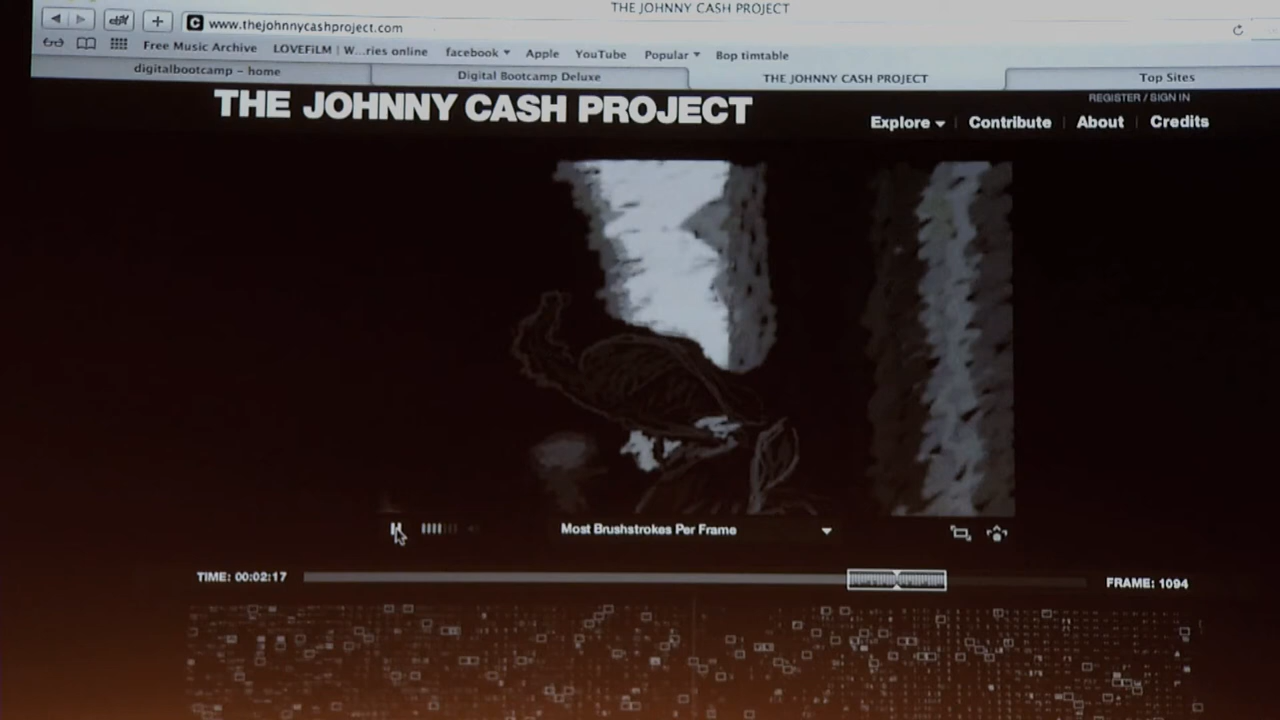 THE JOHNNY CASH PROJECT
www.thejohnnycashproject.com
Free Music Archive LOVEFiLM | W...ries online facebook Apple YouTube Popular Bop timtable
digitalbootcamp - home Digital Bootcamp Deluxe THE JOHNNY CASH PROJECT Top Sites
REGISTER / SIGN IN
THE JOHNNY CASH PROJECT
Explore Contribute About Credits
Most Brushstrokes Per Frame
TIME: 00:02:17 FRAME: 1094